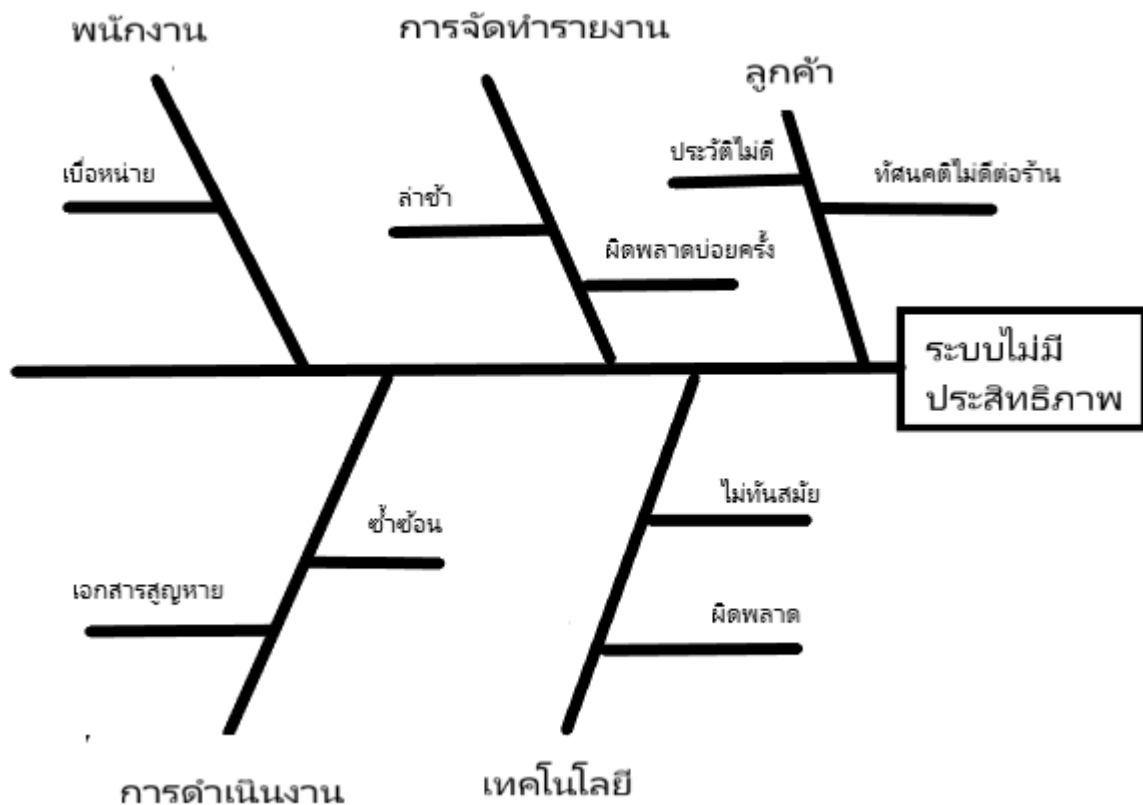 พนักงาน
การจัดทำรายงาน
ลูกค้า
ประวัติไม่ดี
เบื่อหน่าย
ทัศนคติไม่ดีต่อร้าน
ล่าช้า
ผิดพลาดบ่อยครั้ง
ระบบไม่มี
ประสิทธิภาพ
ไม่ทันสมัย
ซ้ำซ้อน
เอกสารสูญหาย
ผิดพลาด
การดำเนินงาน
เทคโนโลยี